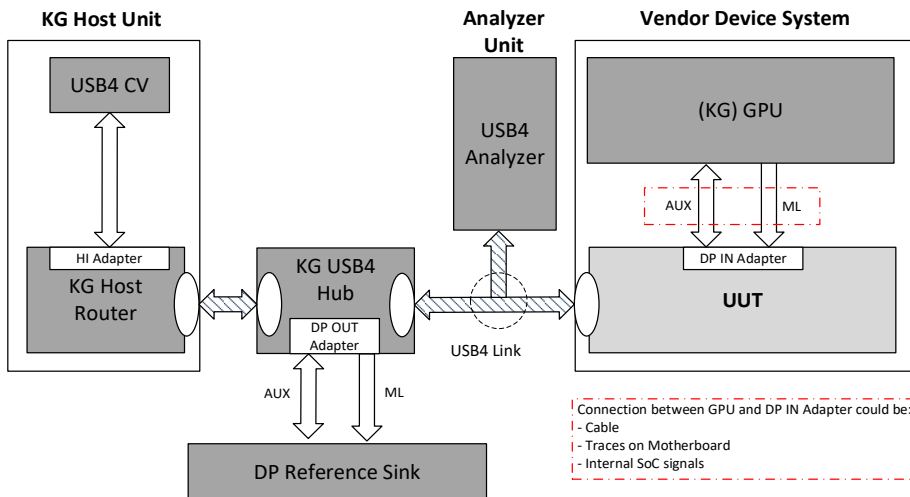 KG Host Unit
Analyzer
Unit
Vendor Device System
USB4 CV
USB4
Analyzer
(KG) GPU
AUX
ML
HI Adapter
KG Host
Router
KG USB4
Hub
DP OUT
Adapter
DP IN Adapter
UUT
USB4 Link
AUX
ML
DP Reference Sink
Connection between GPU and DP IN Adapter could be:
- Cable
- Traces on Motherboard
- Internal SoC signals